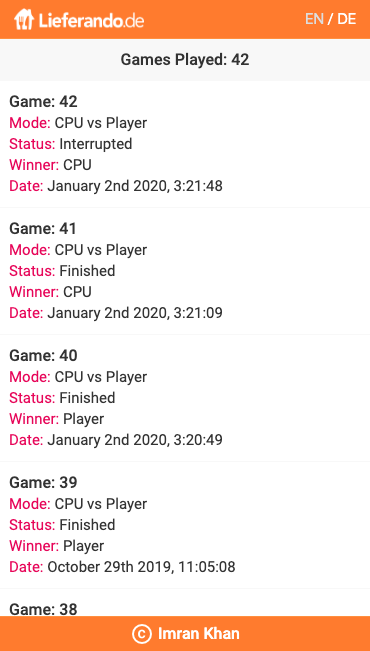 Lieferando.de
EN / DE
Games Played: 42
Game: 42
Mode: CPU vs Player
Status: Interrupted
Winner: CPU
Date: January 2nd 2020, 3:21:48
Game: 41
Mode: CPU vs Player
Status: Finished
Winner: CPU
Date: January 2nd 2020, 3:21:09
Game: 40
Mode: CPU vs Player
Status: Finished
Winner: Player
Date: January 2nd 2020, 3:20:49
Game: 39
Mode: CPU vs Player
Status: Finished
Winner: Player
Date: October 29th 2019, 11:05:08
Game: 38
© Imran Khan